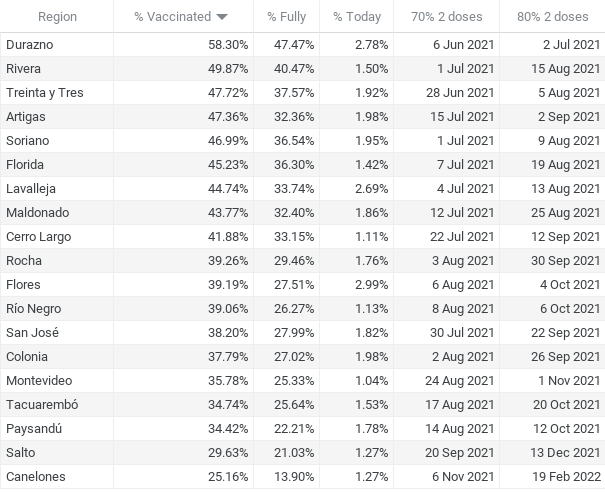 Region % Vaccinated % Fully % Today 70% 2 doses 80% 2 doses
Durazno 58.30% 47.47% 2.78% 6 Jun 2021 2 Jul 2021
Rivera 49.87% 40.47% 1.50% 1 Jul 2021 15 Aug 2021
Treinta y Tres 47.72% 37.57% 1.92% 28 Jun 2021 5 Aug 2021
Artigas 47.36% 32.36% 1.98% 15 Jul 2021 2 Sep 2021
Soriano 46.99% 36.54% 1.95% 1 Jul 2021 9 Aug 2021
Florida 45.23% 36.30% 1.42% 7 Jul 2021 19 Aug 2021
Lavalleja 44.74% 33.74% 2.69% 4 Jul 2021 13 Aug 2021
Maldonado 43.77% 32.40% 1.86% 12 Jul 2021 25 Aug 2021
Cerro Largo 41.88% 33.15% 1.11% 22 Jul 2021 12 Sep 2021
Rocha 39.26% 29.46% 1.76% 3 Aug 2021 30 Sep 2021
Flores 39.19% 27.51% 2.99% 6 Aug 2021 4 Oct 2021
Río Negro 39.06% 26.27% 1.13% 8 Aug 2021 6 Oct 2021
San José 38.20% 27.99% 1.82% 30 Jul 2021 22 Sep 2021
Colonia 37.79% 27.02% 1.98% 2 Aug 2021 26 Sep 2021
Montevideo 35.78% 25.33% 1.04% 24 Aug 2021 1 Nov 2021
Tacuarembó 34.74% 25.64% 1.53% 17 Aug 2021 20 Oct 2021
Paysandú 34.42% 22.21% 1.78% 14 Aug 2021 12 Oct 2021
Salto 29.63% 21.03% 1.27% 20 Sep 2021 13 Dec 2021
Canelones 25.16% 13.90% 1.27% 6 Nov 2021 19 Feb 2022